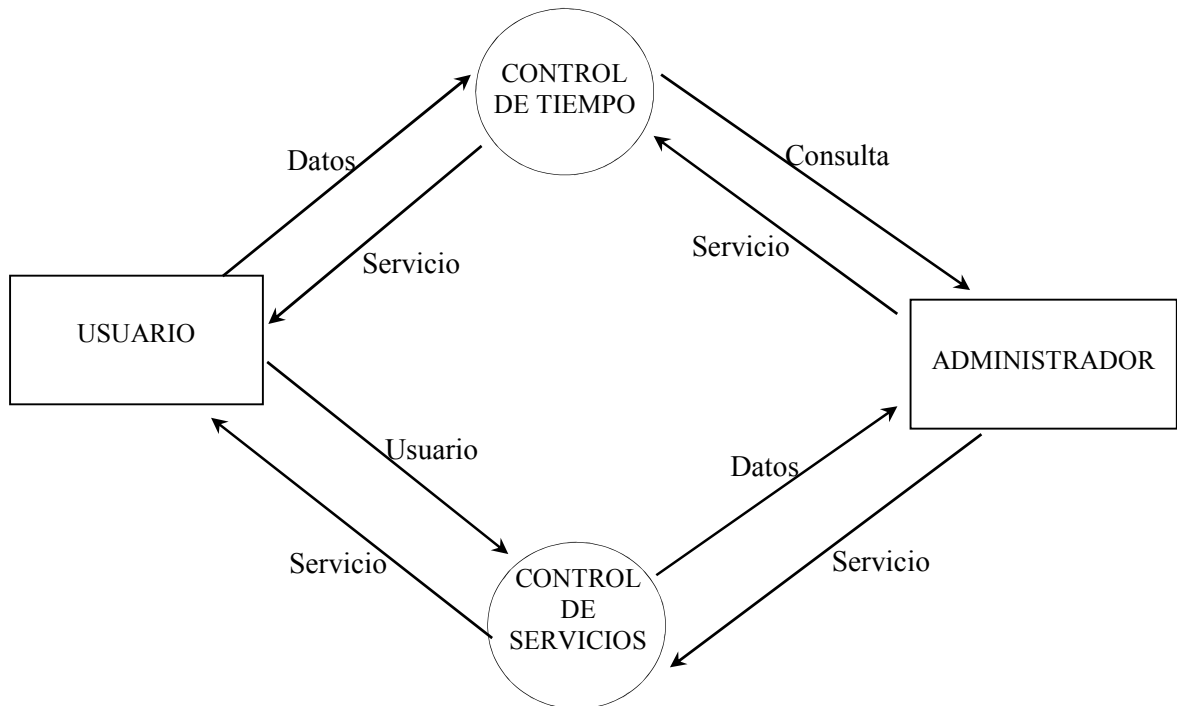 CONTROL
DE TIEMPO
Datos
Consulta
Servicio
Servicio
USUARIO
ADMINISTRADOR
Usuario
Datos
Servicio
Servicio
CONTROL
DE
SERVICIOS